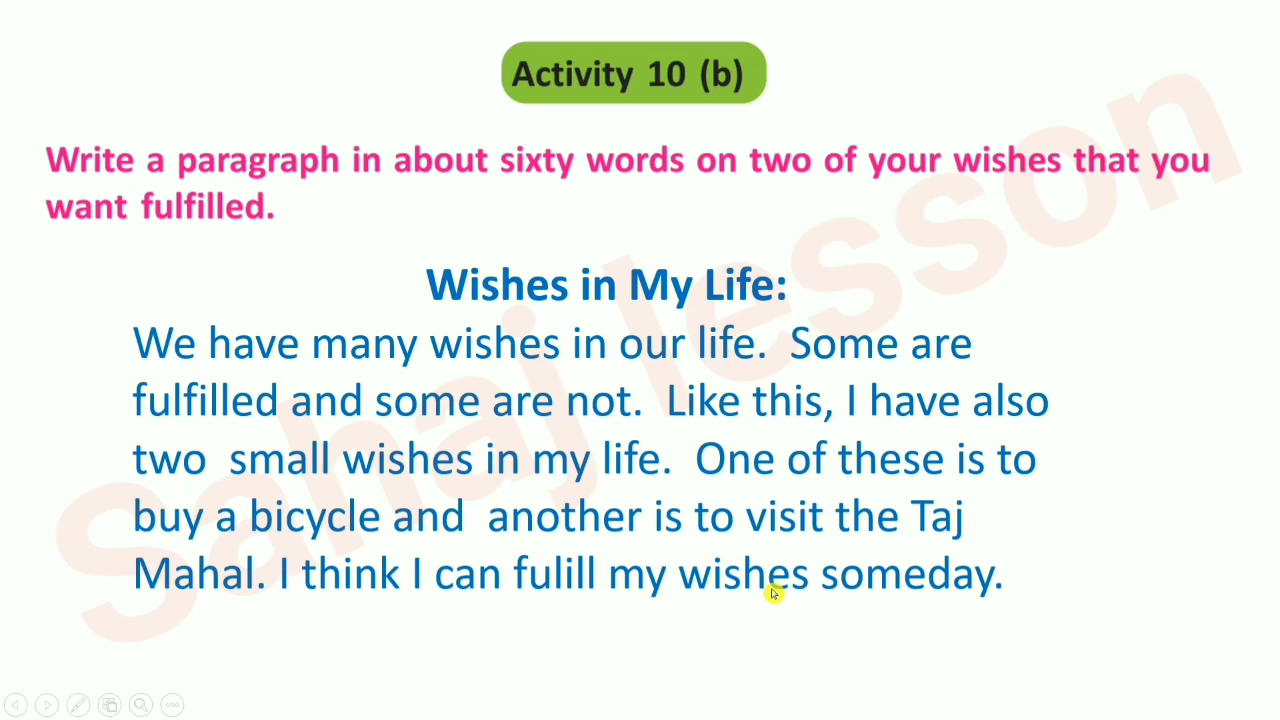 Activity 10 (b)
Write a paragraph in about sixty words on two of your wishes that you
want fulfilled.
Wishes in My Life:
We have many wishes in our life. Some are
fulfilled and some are not. Like this, I have also
two small wishes in my life. One of these is to
buy a bicycle and another is to visit the Taj
Mahal. I think I can fulill my wishes someday.
Sahaj lesson